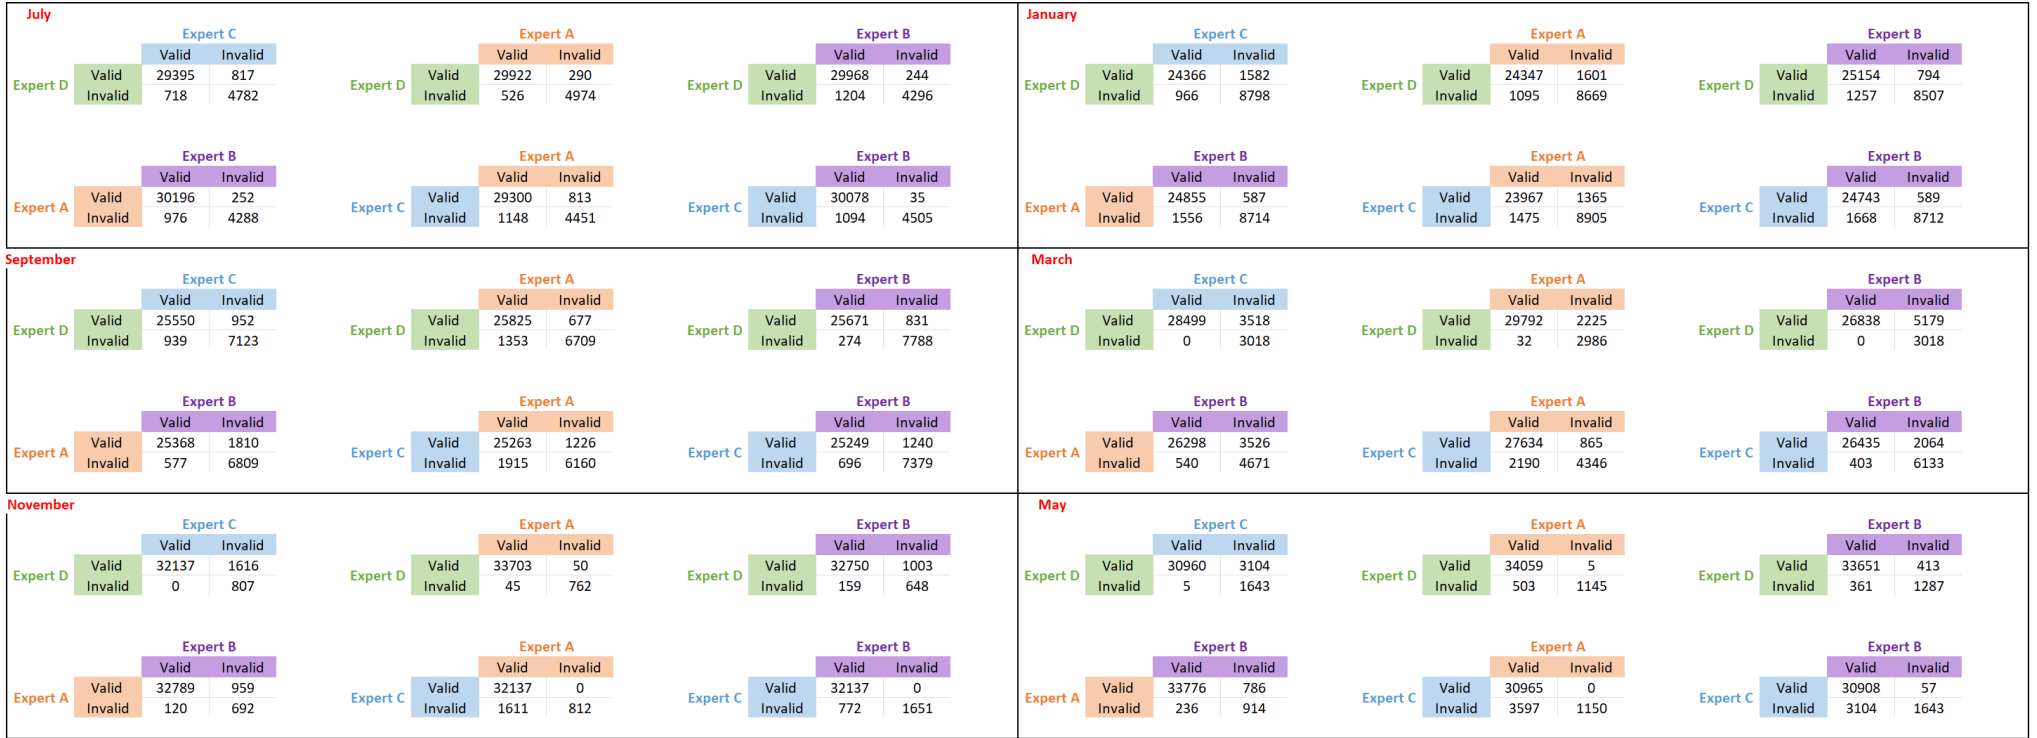 July
Expert C Expert A Expert B
Valid Invalid Valid Invalid Valid Invalid
Expert D Valid 29395 817 Expert D Valid 29922 290 Expert D Valid 29968 244
Invalid 718 4782 Invalid 526 4974 Invalid 1204 4296
Expert B Expert A Expert B
Valid Invalid Valid Invalid Valid Invalid
Expert A Valid 30196 252 Expert C Valid 29300 813 Expert C Valid 30078 35
Invalid 976 4288 Invalid 1148 4451 Invalid 1094 4505
January
Expert C Expert A Expert B
Valid Invalid Valid Invalid Valid Invalid
Expert D Valid 24366 1582 Expert D Valid 24347 1601 Expert D Valid 25154 794
Invalid 966 8798 Invalid 1095 8669 Invalid 1257 8507
Expert B Expert A Expert B
Valid Invalid Valid Invalid Valid Invalid
Expert A Valid 24855 587 Expert C Valid 23967 1365 Expert C Valid 24743 589
Invalid 1556 8714 Invalid 1475 8905 Invalid 1668 8712
September
Expert C Expert A Expert B
Valid Invalid Valid Invalid Valid Invalid
Expert D Valid 25550 952 Expert D Valid 25825 677 Expert D Valid 25671 831
Invalid 939 7123 Invalid 1353 6709 Invalid 274 7788
Expert B Expert A Expert B
Valid Invalid Valid Invalid Valid Invalid
Expert A Valid 25368 1810 Expert C Valid 25263 1226 Expert C Valid 25249 1240
Invalid 577 6809 Invalid 1915 6160 Invalid 696 7379
March
Expert C Expert A Expert B
Valid Invalid Valid Invalid Valid Invalid
Expert D Valid 28499 3518 Expert D Valid 29792 2225 Expert D Valid 26838 5179
Invalid 0 3018 Invalid 32 2986 Invalid 0 3018
Expert B Expert A Expert B
Valid Invalid Valid Invalid Valid Invalid
Expert A Valid 26298 3526 Expert C Valid 27634 865 Expert C Valid 26435 2064
Invalid 540 4671 Invalid 2190 4346 Invalid 403 6133
November
Expert C Expert A Expert B
Valid Invalid Valid Invalid Valid Invalid
Expert D Valid 32137 1616 Expert D Valid 33703 50 Expert D Valid 32750 1003
Invalid 0 807 Invalid 45 762 Invalid 159 648
Expert B Expert A Expert B
Valid Invalid Valid Invalid Valid Invalid
Expert A Valid 32789 959 Expert C Valid 32137 0 Expert C Valid 32137 0
Invalid 120 692 Invalid 1611 812 Invalid 772 1651
May
Expert C Expert A Expert B
Valid Invalid Valid Invalid Valid Invalid
Expert D Valid 30960 3104 Expert D Valid 34059 5 Expert D Valid 33651 413
Invalid 5 1643 Invalid 503 1145 Invalid 361 1287
Expert B Expert A Expert B
Valid Invalid Valid Invalid Valid Invalid
Expert A Valid 33776 786 Expert C Valid 30965 0 Expert C Valid 30908 57
Invalid 236 914 Invalid 3597 1150 Invalid 3104 1643